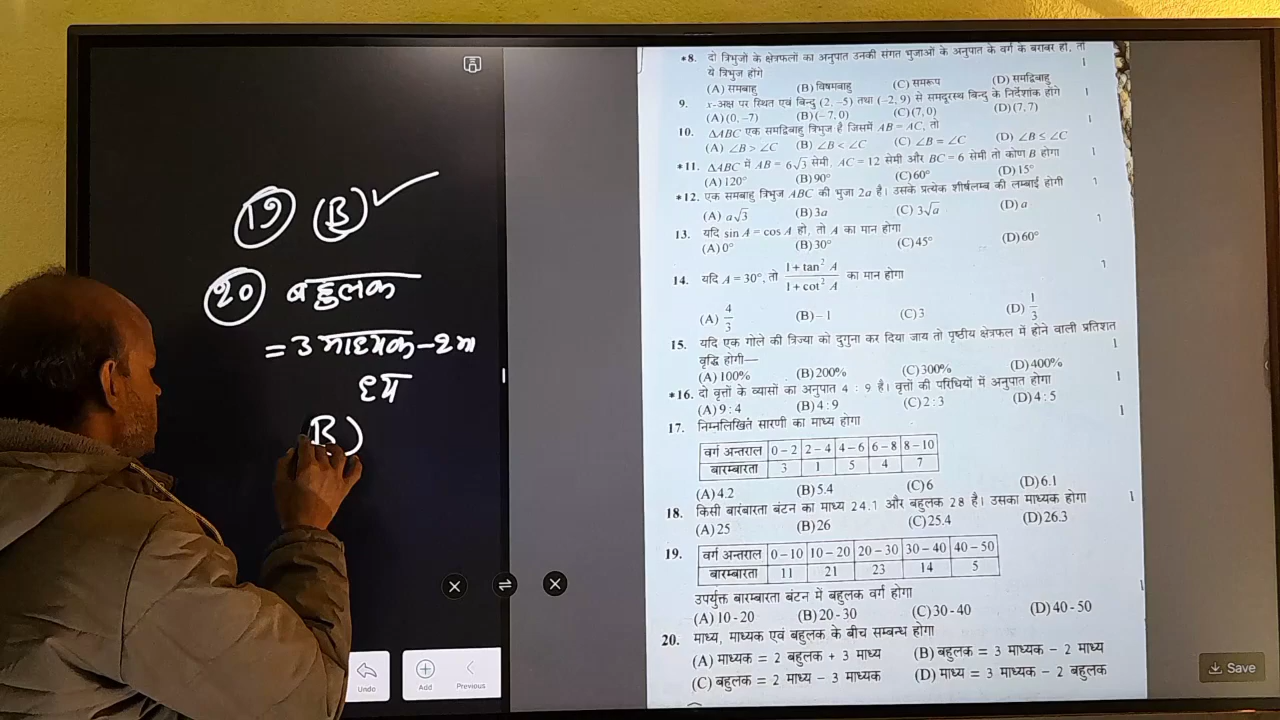 19 (B) ✓
20 बहुलक
= 3 माध्यक – 2 मा
ध्य
(B)
Undo
Add
Previous
*8. दो त्रिभुजों के क्षेत्रफलों का अनुपात उनकी संगत भुजाओं के अनुपात के वर्ग के बराबर हो, तो
ये त्रिभुज होंगे 1
(A) समबाहु (B) विषमबाहु (C) समरूप (D) समद्विबाहु
9. x-अक्ष पर स्थित एवं बिन्दु (2, –5) तथा (–2, 9) से समदूरस्थ बिन्दु के निर्देशांक होंगे 1
(A) (0, –7) (B) (–7, 0) (C) (7, 0) (D) (7, 7)
10. ΔABC एक समद्विबाहु त्रिभुज है जिसमें AB = AC, तो 1
(A) ∠B > ∠C (B) ∠B < ∠C (C) ∠B = ∠C (D) ∠B ≤ ∠C
*11. ΔABC में AB = 6√3 सेमी, AC = 12 सेमी और BC = 6 सेमी तो कोण B होगा 1
(A) 120° (B) 90° (C) 60° (D) 15°
*12. एक समबाहु त्रिभुज ABC की भुजा 2a है। उसके प्रत्येक शीर्षलम्ब की लम्बाई होगी 1
(A) a√3 (B) 3a (C) 3√a (D) a
13. यदि sin A = cos A हो, तो A का मान होगा 1
(A) 0° (B) 30° (C) 45° (D) 60°
14. यदि A = 30°, तो (1 + tan² A)/(1 + cot² A) का मान होगा 1
(A) 4/3 (B) – 1 (C) 3 (D) 1/3
15. यदि एक गोले की त्रिज्या को दुगुना कर दिया जाय तो पृष्ठीय क्षेत्रफल में होने वाली प्रतिशत
वृद्धि होगी— 1
(A) 100% (B) 200% (C) 300% (D) 400%
*16. दो वृत्तों के व्यासों का अनुपात 4 : 9 है। वृत्तों की परिधियों में अनुपात होगा 1
(A) 9 : 4 (B) 4 : 9 (C) 2 : 3 (D) 4 : 5
17. निम्नलिखित सारणी का माध्य होगा 1
वर्ग अन्तराल 0 – 2 2 – 4 4 – 6 6 – 8 8 – 10
बारम्बारता 3 1 5 4 7
(A) 4.2 (B) 5.4 (C) 6 (D) 6.1
18. किसी बारंबारता बंटन का माध्य 24.1 और बहुलक 28 है। उसका माध्यक होगा 1
(A) 25 (B) 26 (C) 25.4 (D) 26.3
19. वर्ग अन्तराल 0 – 10 10 – 20 20 – 30 30 – 40 40 – 50
बारम्बारता 11 21 23 14 5
उपर्युक्त बारम्बारता बंटन में बहुलक वर्ग होगा 1
(A) 10 - 20 (B) 20 - 30 (C) 30 - 40 (D) 40 - 50
20. माध्य, माध्यक एवं बहुलक के बीच सम्बन्ध होगा
(A) माध्यक = 2 बहुलक + 3 माध्य (B) बहुलक = 3 माध्यक – 2 माध्य
(C) बहुलक = 2 माध्य – 3 माध्यक (D) माध्य = 3 माध्यक – 2 बहुलक
Save